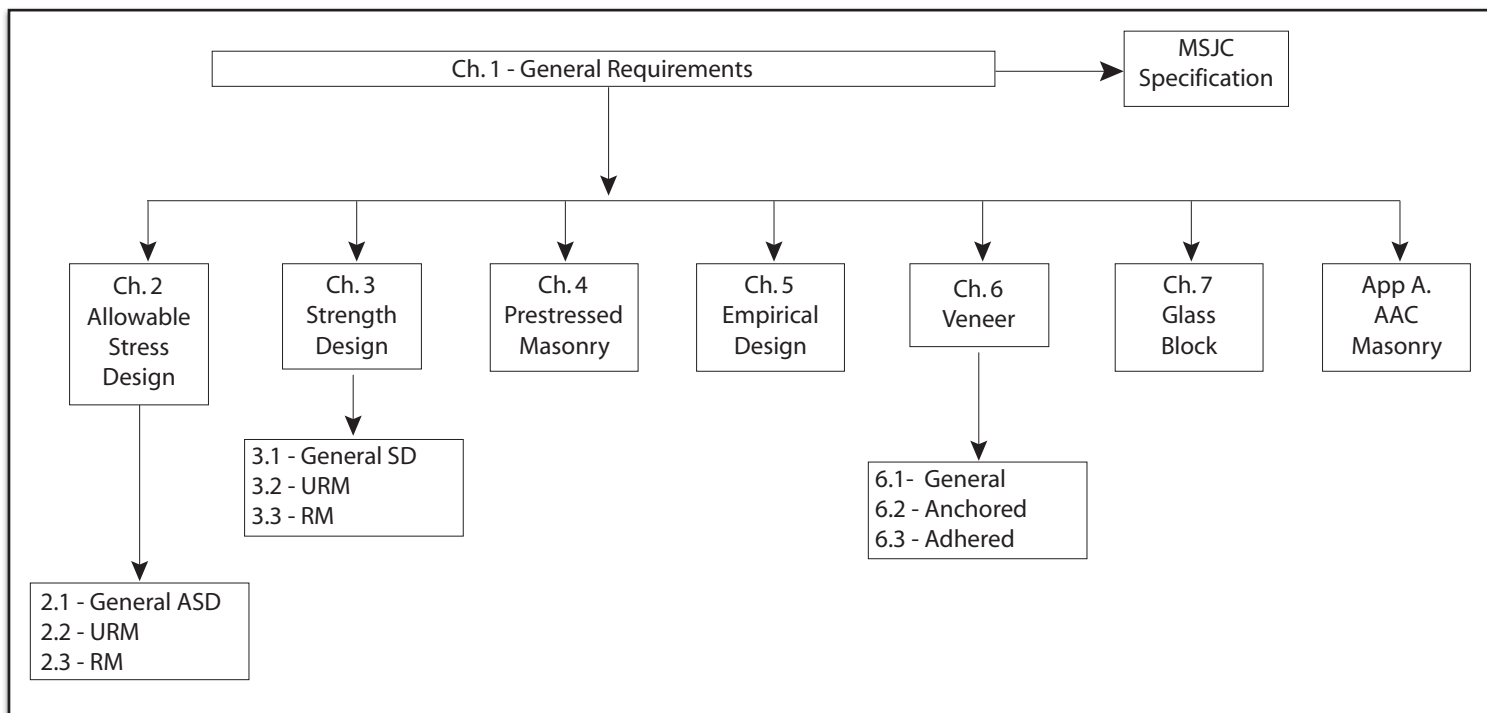 Ch. 1 - General Requirements
MSJC
Specification
Ch. 2
Allowable
Stress
Design
Ch. 3
Strength
Design
Ch. 4
Prestressed
Masonry
Ch. 5
Empirical
Design
Ch. 6
Veneer
Ch. 7
Glass
Block
App A.
AAC
Masonry
3.1 - General SD
3.2 - URM
3.3 - RM
6.1- General
6.2 - Anchored
6.3 - Adhered
2.1 - General ASD
2.2 - URM
2.3 - RM